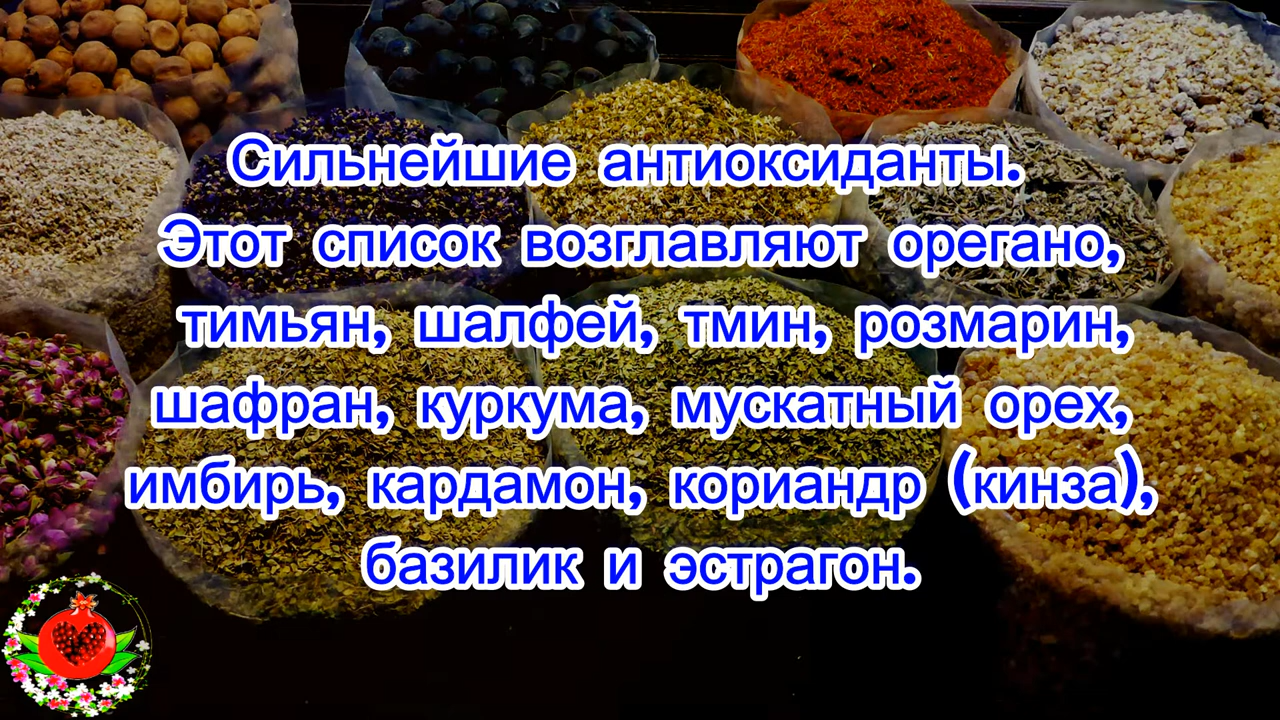 Сильнейшие антиоксиданты.
Этот список возглавляют орегано,
тимьян, шалфей, тмин, розмарин,
шафран, куркума, мускатный орех,
имбирь, кардамон, кориандр (кинза),
базилик и эстрагон.